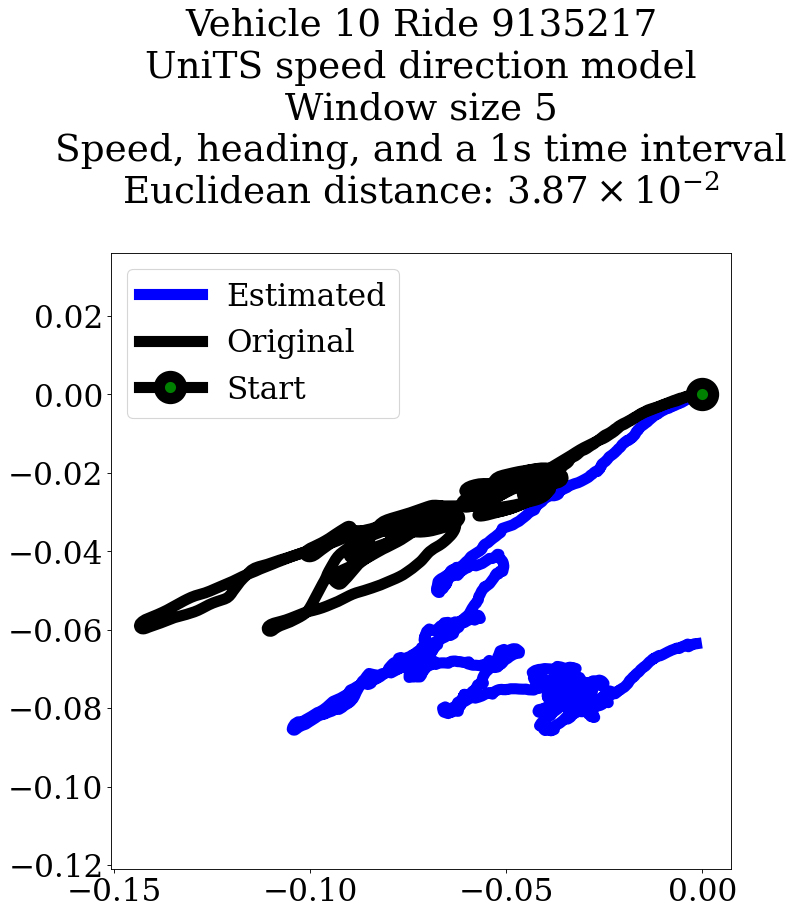 Vehicle 10 Ride 9135217
UniTS speed direction model
Window size 5
Speed, heading, and a 1s time interval
Euclidean distance: 3.87 × 10⁻²
Estimated
Original
Start
0.02
0.00
−0.02
−0.04
−0.06
−0.08
−0.10
−0.12
−0.15
−0.10
−0.05
0.00